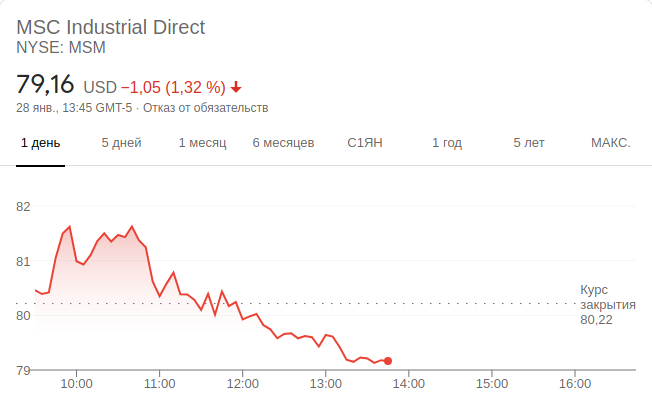 MSC Industrial Direct
NYSE: MSM
79,16 USD −1,05 (1,32 %)
28 янв., 13:45 GMT-5 · Отказ от обязательств
1 день 5 дней 1 месяц 6 месяцев С1ЯН 1 год 5 лет МАКС.
82
81
Курс
закрытия
80,22
80
79
10:00 11:00 12:00 13:00 14:00 15:00 16:00